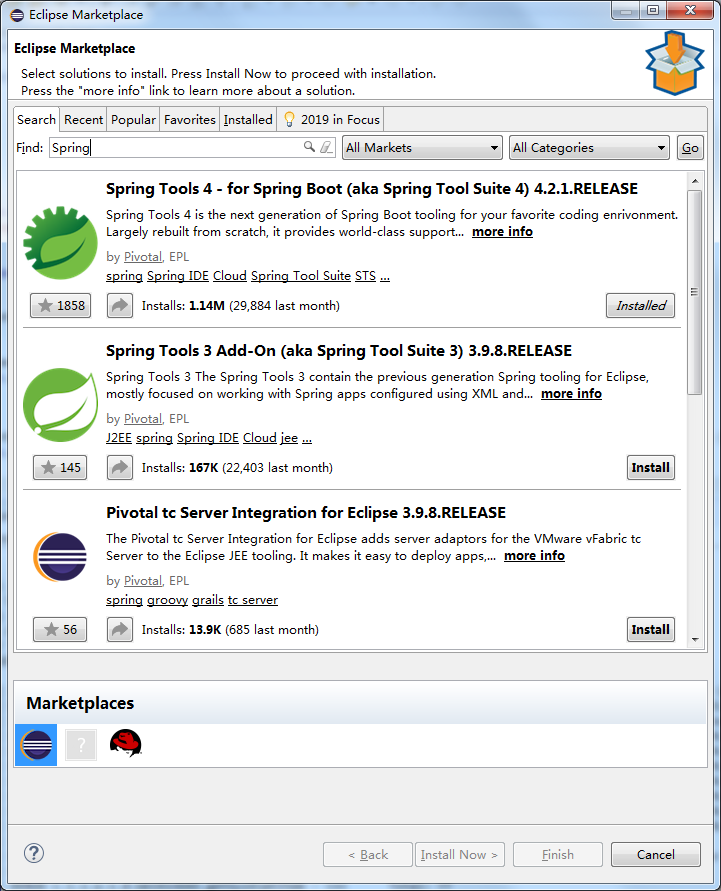 Eclipse Marketplace
Eclipse Marketplace
Select solutions to install. Press Install Now to proceed with installation.
Press the "more info" link to learn more about a solution.
Search Recent Popular Favorites Installed 2019 in Focus
Find: Spring All Markets All Categories Go
Spring Tools 4 - for Spring Boot (aka Spring Tool Suite 4) 4.2.1.RELEASE
Spring Tools 4 is the next generation of Spring Boot tooling for your favorite coding enrivonment.
Largely rebuilt from scratch, it provides world-class support... more info
by Pivotal, EPL
spring Spring IDE Cloud Spring Tool Suite STS ...
1858 Installs: 1.14M (29,884 last month) Installed
Spring Tools 3 Add-On (aka Spring Tool Suite 3) 3.9.8.RELEASE
Spring Tools 3 The Spring Tools 3 contain the previous generation Spring tooling for Eclipse,
mostly focused on working with Spring apps configured using XML and... more info
by Pivotal, EPL
J2EE spring Spring IDE Cloud jee ...
145 Installs: 167K (22,403 last month) Install
Pivotal tc Server Integration for Eclipse 3.9.8.RELEASE
The Pivotal tc Server Integration for Eclipse adds server adaptors for the VMware vFabric tc
Server to the Eclipse JEE tooling. It makes it easy to deploy apps,... more info
by Pivotal, EPL
spring groovy grails tc server
56 Installs: 13.9K (685 last month) Install
Marketplaces
?
? < Back Install Now > Finish Cancel